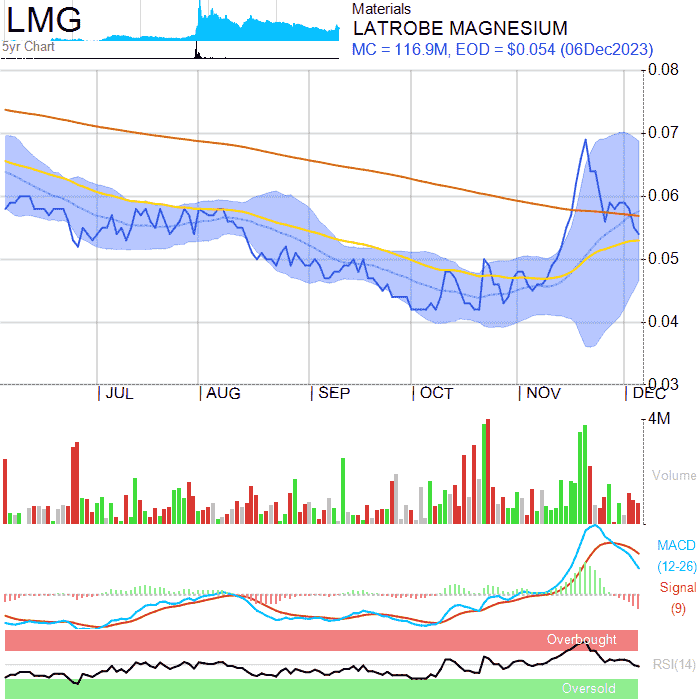 LMG
5yr Chart
Materials
LATROBE MAGNESIUM
MC = 116.9M, EOD = $0.054 (06Dec2023)
0.08
0.07
0.06
0.05
0.04
0.03
JUL AUG SEP OCT NOV DEC
4M
Volume
MACD
(12-26)
Signal
(9)
Overbought
RSI(14)
Oversold